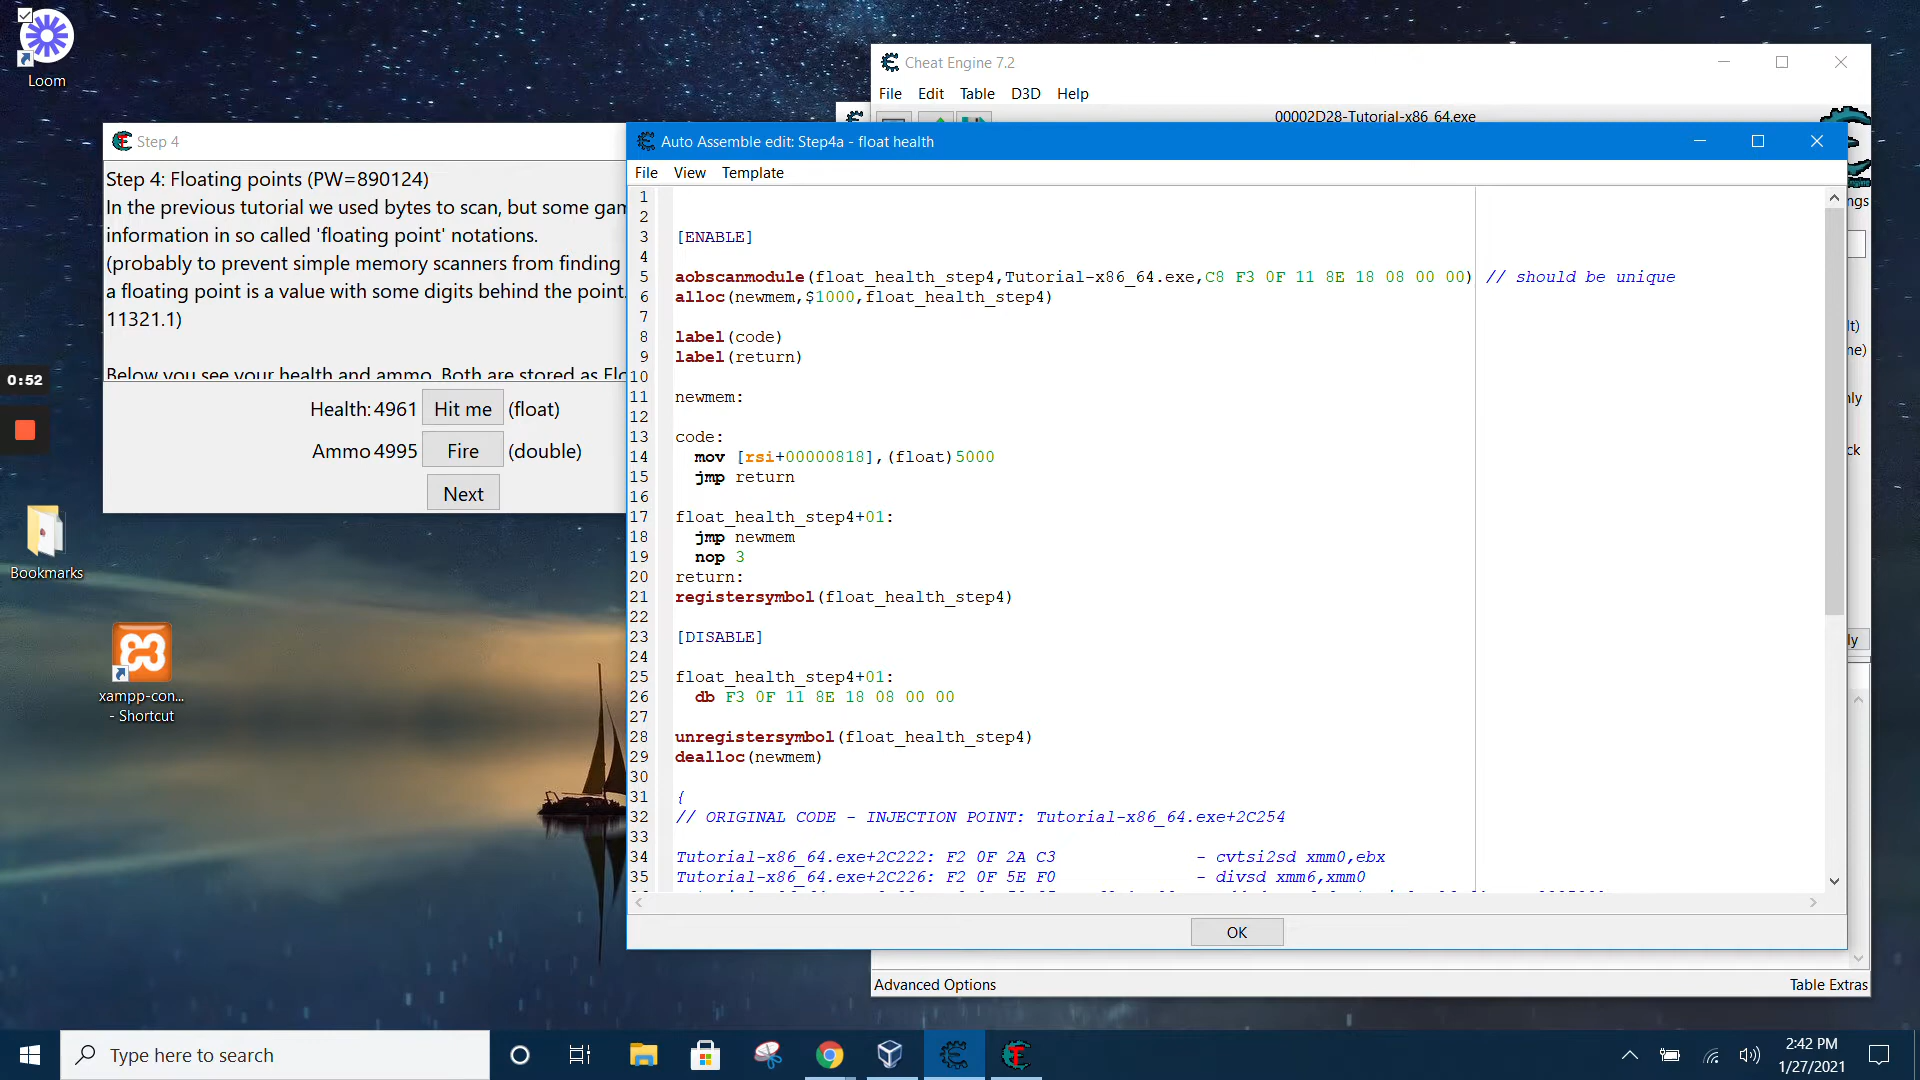 Loom
Cheat Engine 7.2
File Edit Table D3D Help
00002D28-Tutorial-x86_64.exe
Step 4
Step 4: Floating points (PW=890124)
In the previous tutorial we used bytes to scan, but some gam
information in so called 'floating point' notations.
(probably to prevent simple memory scanners from finding
a floating point is a value with some digits behind the point.
11321.1)
Below you see your health and ammo. Both are stored as Flo
Health: 4961 Hit me (float)
Ammo 4995 Fire (double)
Next
0:52
Bookmarks
xampp-con...
- Shortcut
Auto Assemble edit: Step4a - float health
File View Template
1
2
3 [ENABLE]
4
5 aobscanmodule(float_health_step4,Tutorial-x86_64.exe,C8 F3 0F 11 8E 18 08 00 00) // should be unique
6 alloc(newmem,$1000,float_health_step4)
7
8 label(code)
9 label(return)
10
11 newmem:
12
13 code:
14 mov [rsi+00000818],(float)5000
15 jmp return
16
17 float_health_step4+01:
18 jmp newmem
19 nop 3
20 return:
21 registersymbol(float_health_step4)
22
23 [DISABLE]
24
25 float_health_step4+01:
26 db F3 0F 11 8E 18 08 00 00
27
28 unregistersymbol(float_health_step4)
29 dealloc(newmem)
30
31 {
32 // ORIGINAL CODE - INJECTION POINT: Tutorial-x86_64.exe+2C254
33
34 Tutorial-x86_64.exe+2C222: F2 0F 2A C3 - cvtsi2sd xmm0,ebx
35 Tutorial-x86_64.exe+2C226: F2 0F 5E F0 - divsd xmm6,xmm0
OK
ngs
lt)
ne)
nly
ck
ly
Advanced Options Table Extras
Type here to search
2:42 PM
1/27/2021